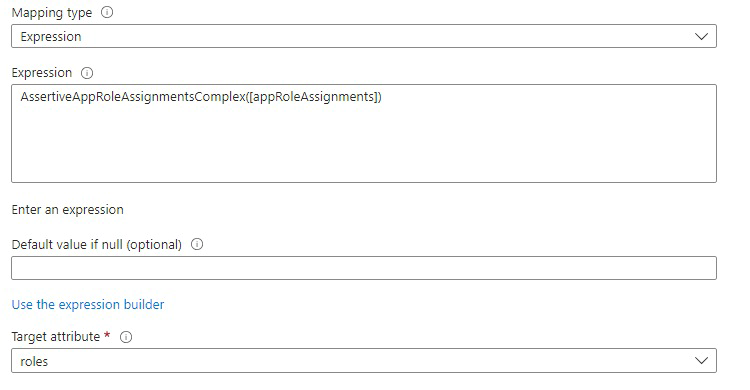 Mapping type
Expression
Expression
AssertiveAppRoleAssignmentsComplex([appRoleAssignments])
Enter an expression
Default value if null (optional)
Use the expression builder
Target attribute *
roles